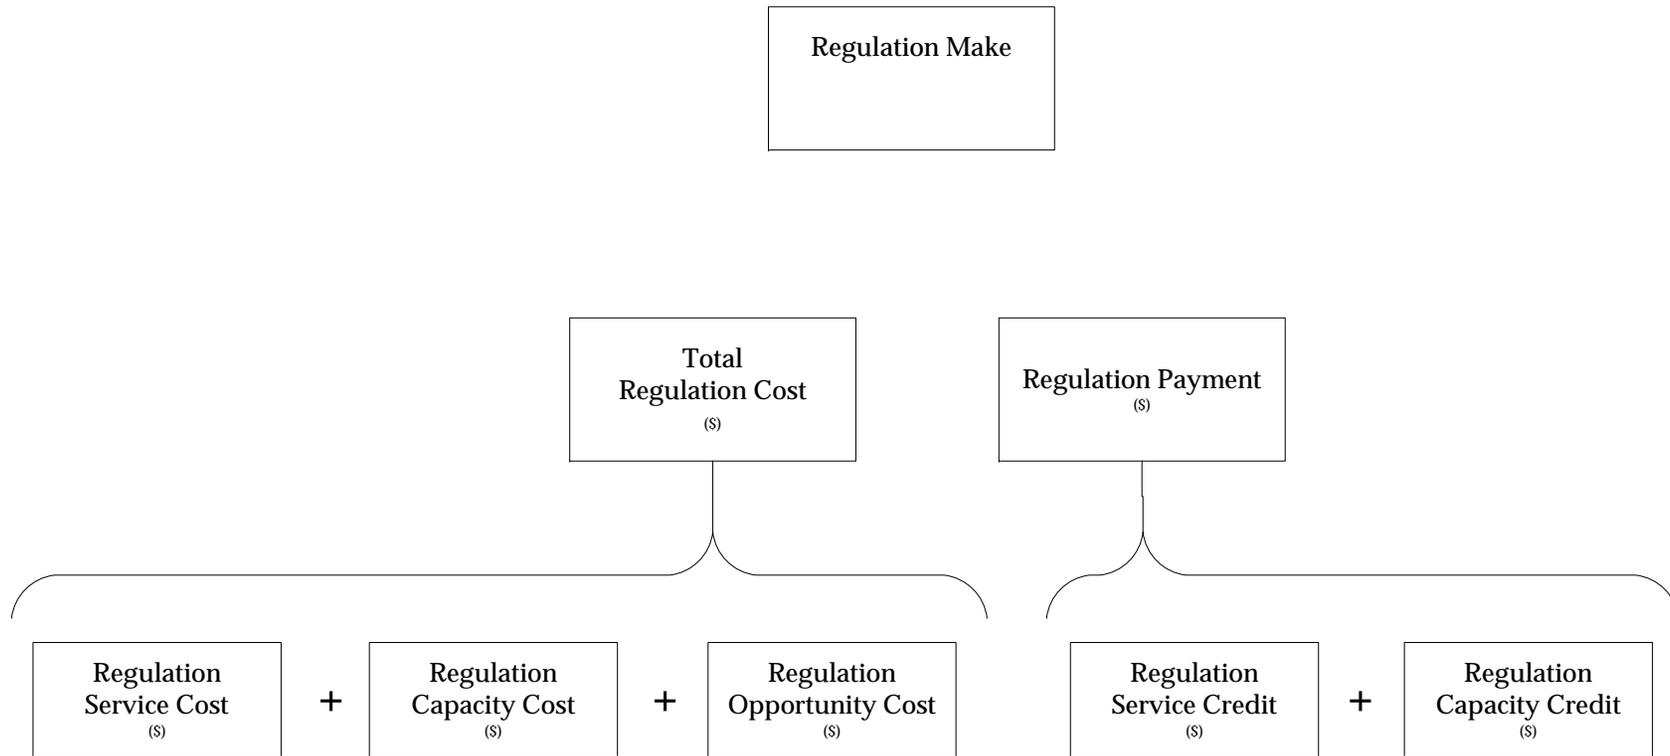 Regulation Make
Total
Regulation Cost
($)
Regulation Payment
($)
Regulation
Service Cost
($)
+
Regulation
Capacity Cost
($)
+
Regulation
Opportunity Cost
($)
Regulation
Service Credit
($)
+
Regulation
Capacity Credit
($)